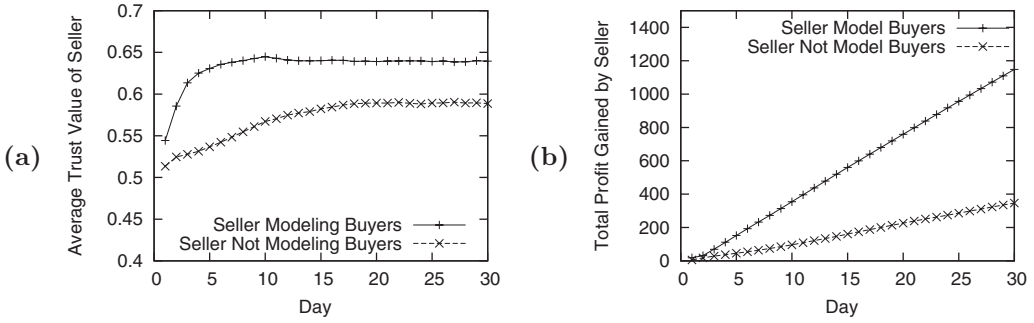 (a)
Average Trust Value of Seller
0.7
0.65
0.6
0.55
0.5
0.45
0.4
Seller Modeling Buyers
Seller Not Modeling Buyers
0 5 10 15 20 25 30
Day
(b)
Total Profit Gained by Seller
1400
1200
1000
800
600
400
200
0
Seller Model Buyers
Seller Not Model Buyers
0 5 10 15 20 25 30
Day